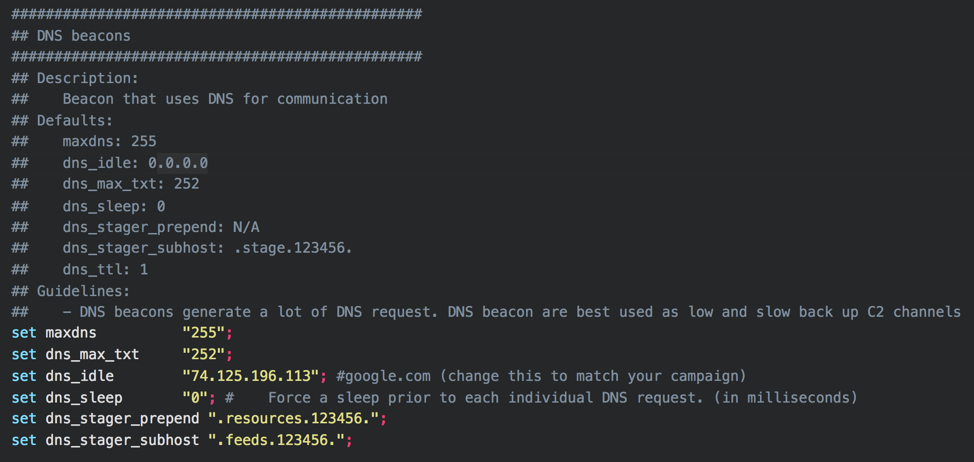 ################################################
## DNS beacons
################################################
## Description:
##    Beacon that uses DNS for communication
## Defaults:
##    maxdns: 255
##    dns_idle: 0.0.0.0
##    dns_max_txt: 252
##    dns_sleep: 0
##    dns_stager_prepend: N/A
##    dns_stager_subhost: .stage.123456.
##    dns_ttl: 1
## Guidelines:
##    - DNS beacons generate a lot of DNS request. DNS beacon are best used as low and slow back up C2 channels
set maxdns          "255";
set dns_max_txt     "252";
set dns_idle        "74.125.196.113"; #google.com (change this to match your campaign)
set dns_sleep       "0"; #    Force a sleep prior to each individual DNS request. (in milliseconds)
set dns_stager_prepend ".resources.123456.";
set dns_stager_subhost ".feeds.123456.";